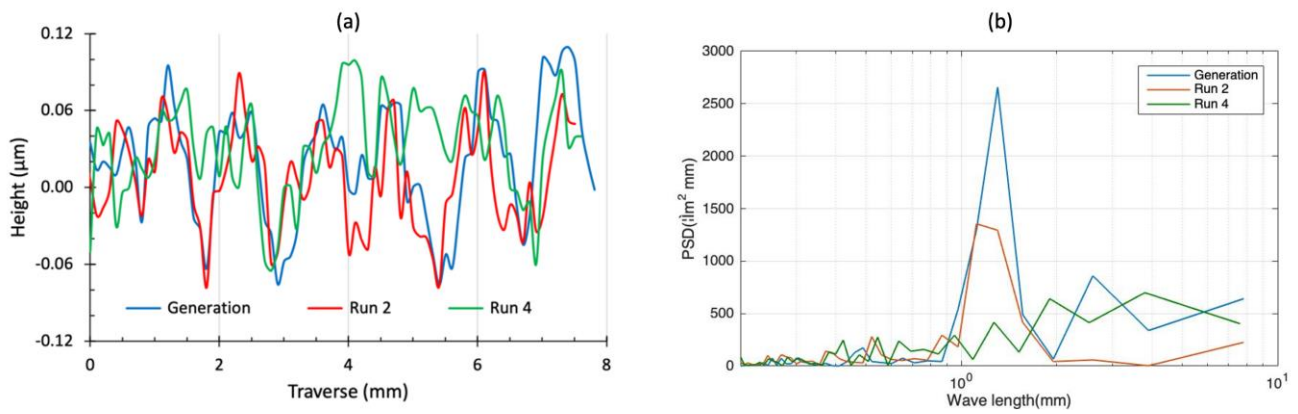 (a)
0.12
0.06
0.00
-0.06
-0.12
Height (µm)
Generation Run 2 Run 4
0 2 4 6 8
Traverse (mm)
(b)
3000
2500
2000
1500
1000
500
0
PSD(:ìm² mm)
Generation
Run 2
Run 4
10⁰ 10¹
Wave length(mm)